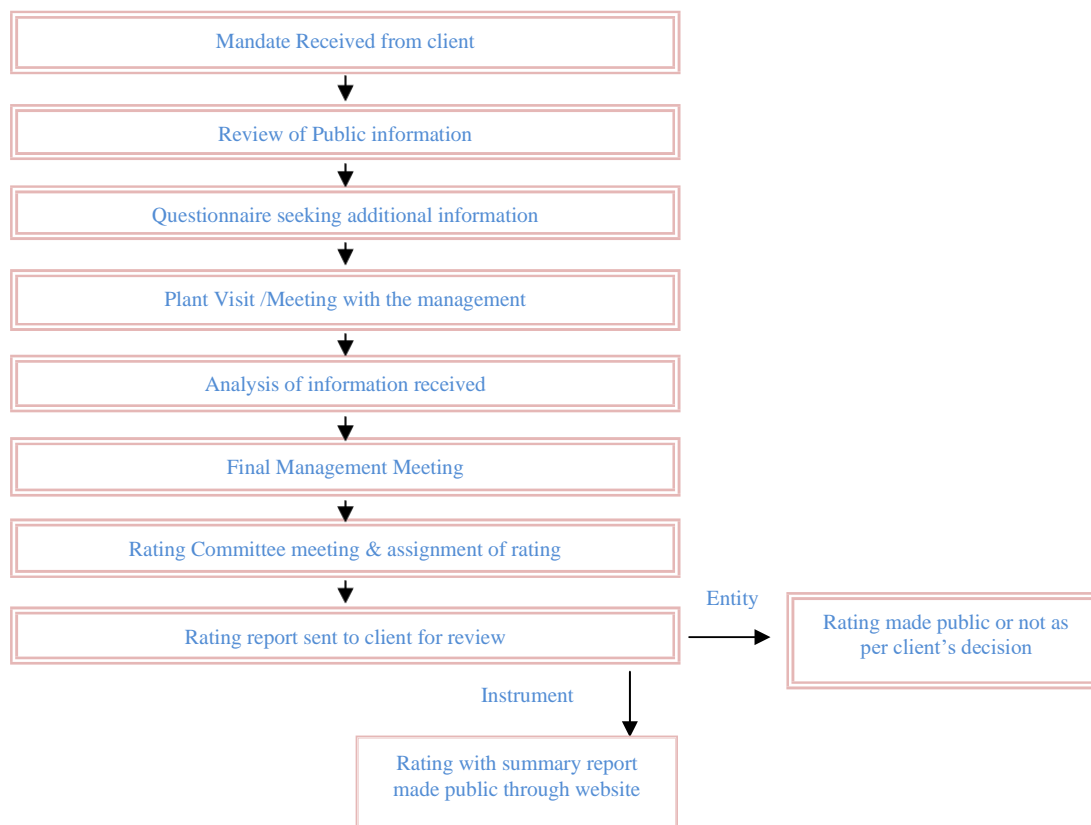 Mandate Received from client
Review of Public information
Questionnaire seeking additional information
Plant Visit /Meeting with the management
Analysis of information received
Final Management Meeting
Rating Committee meeting & assignment of rating
Rating report sent to client for review
Entity
Rating made public or not as
per client’s decision
Instrument
Rating with summary report
made public through website